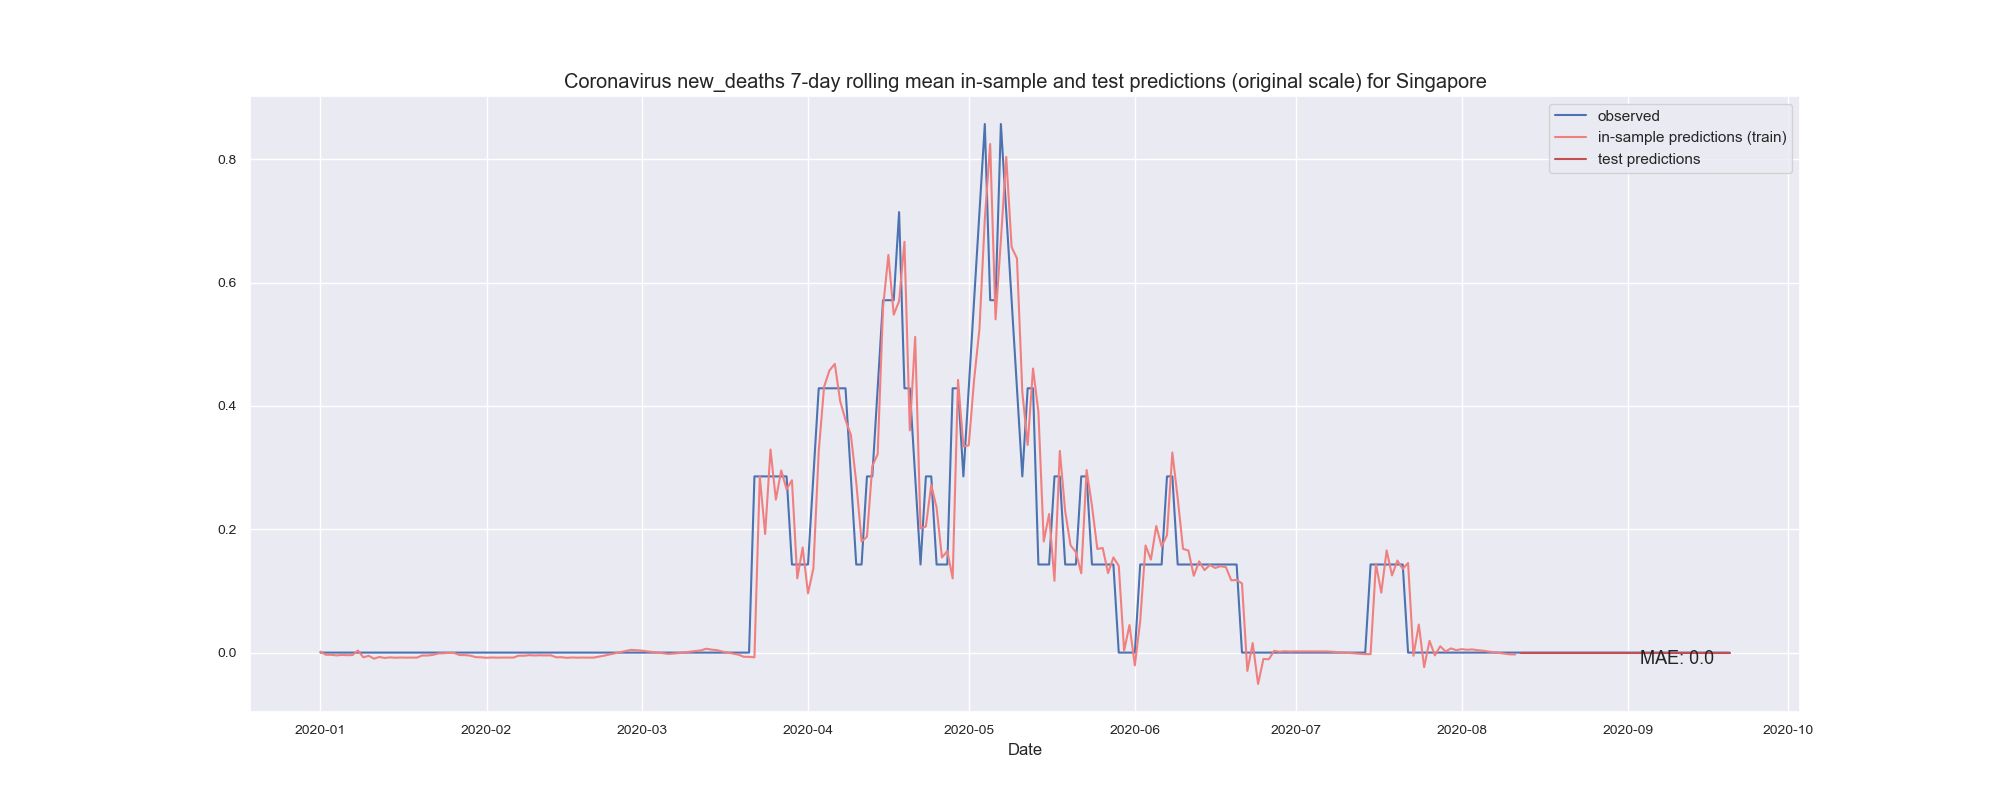 Coronavirus new_deaths 7-day rolling mean in-sample and test predictions (original scale) for Singapore
observed
in-sample predictions (train)
test predictions
0.8
0.6
0.4
0.2
0.0
MAE: 0.0
2020-01 2020-02 2020-03 2020-04 2020-05 2020-06 2020-07 2020-08 2020-09 2020-10
Date